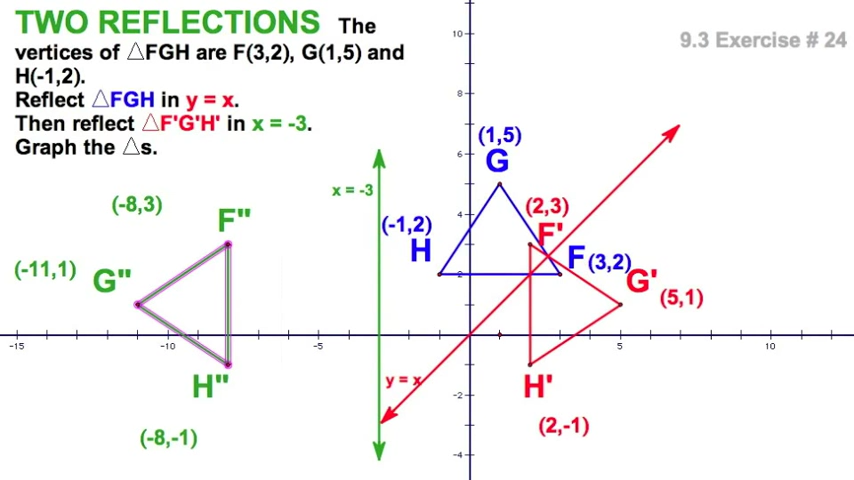 TWO REFLECTIONS The
vertices of △FGH are F(3,2), G(1,5) and
H(-1,2).
Reflect △FGH in y = x.
Then reflect △F'G'H' in x = -3.
Graph the △s.
9.3 Exercise # 24
10
8
6
4
2
-2
-4
-15
-10
-5
5
10
(1,5)
G
x = -3
(-1,2)
H
(2,3)
F'
F (3,2)
G'
(5,1)
(-8,3)
F"
(-11,1)
G"
H"
(-8,-1)
y = x
H'
(2,-1)